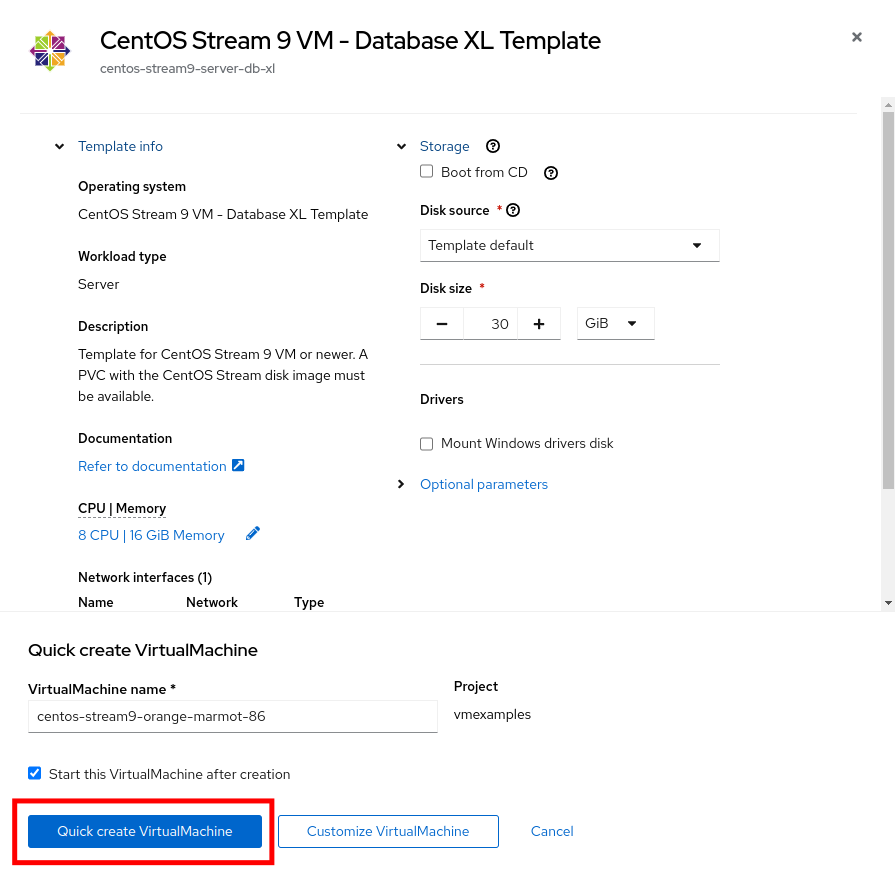 CentOS Stream 9 VM - Database XL Template
centos-stream9-server-db-xl
Template info
Operating system
CentOS Stream 9 VM - Database XL Template
Workload type
Server
Description
Template for CentOS Stream 9 VM or newer. A
PVC with the CentOS Stream disk image must
be available.
Documentation
Refer to documentation
CPU | Memory
8 CPU | 16 GiB Memory
Network interfaces (1)
Name Network Type
Storage
Boot from CD
Disk source *
Template default
Disk size *
30 GiB
Drivers
Mount Windows drivers disk
Optional parameters
Quick create VirtualMachine
VirtualMachine name *
centos-stream9-orange-marmot-86
Project
vmexamples
Start this VirtualMachine after creation
Quick create VirtualMachine Customize VirtualMachine Cancel